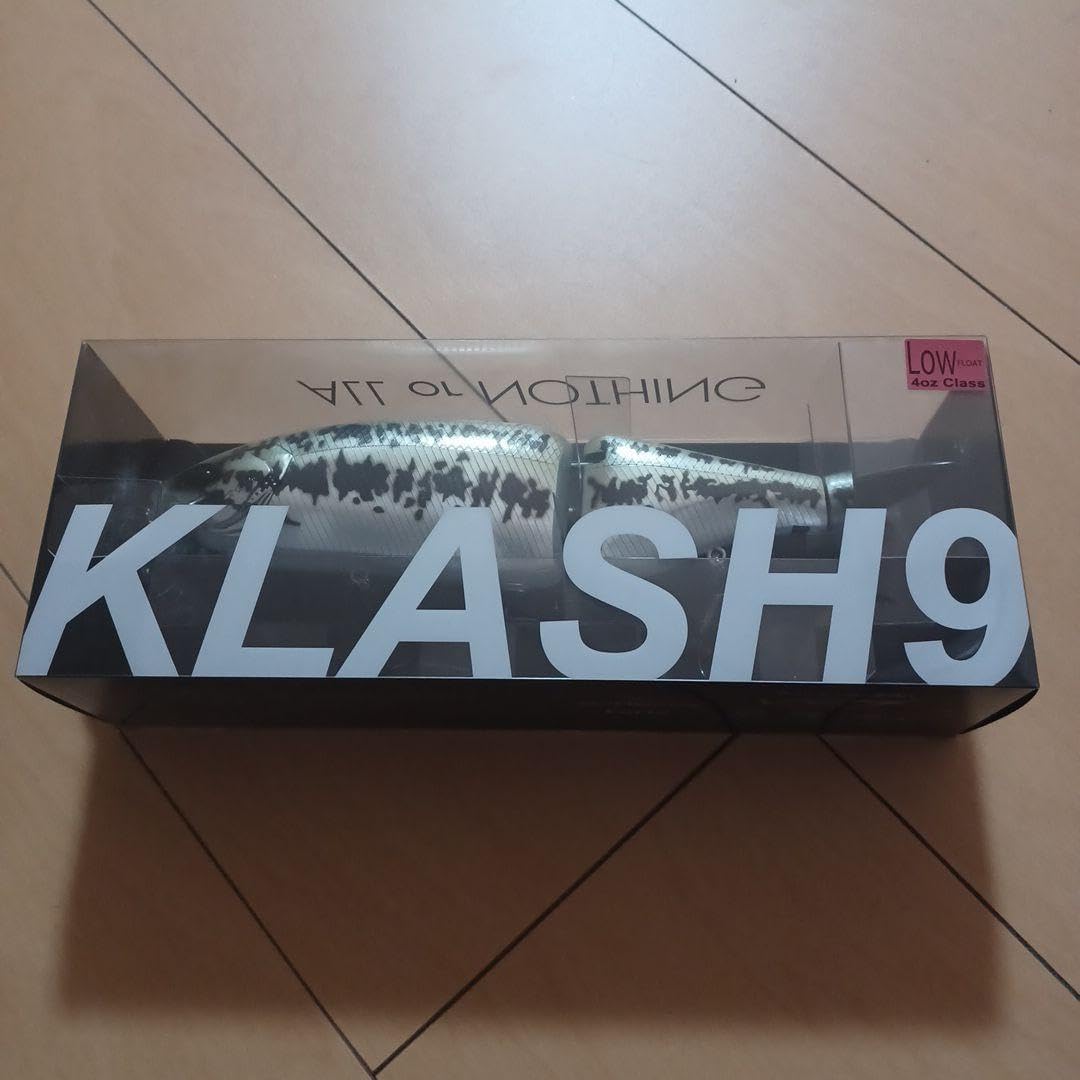 LOW FLOAT
4oz Class
ALL or NOTHING
KLASH9